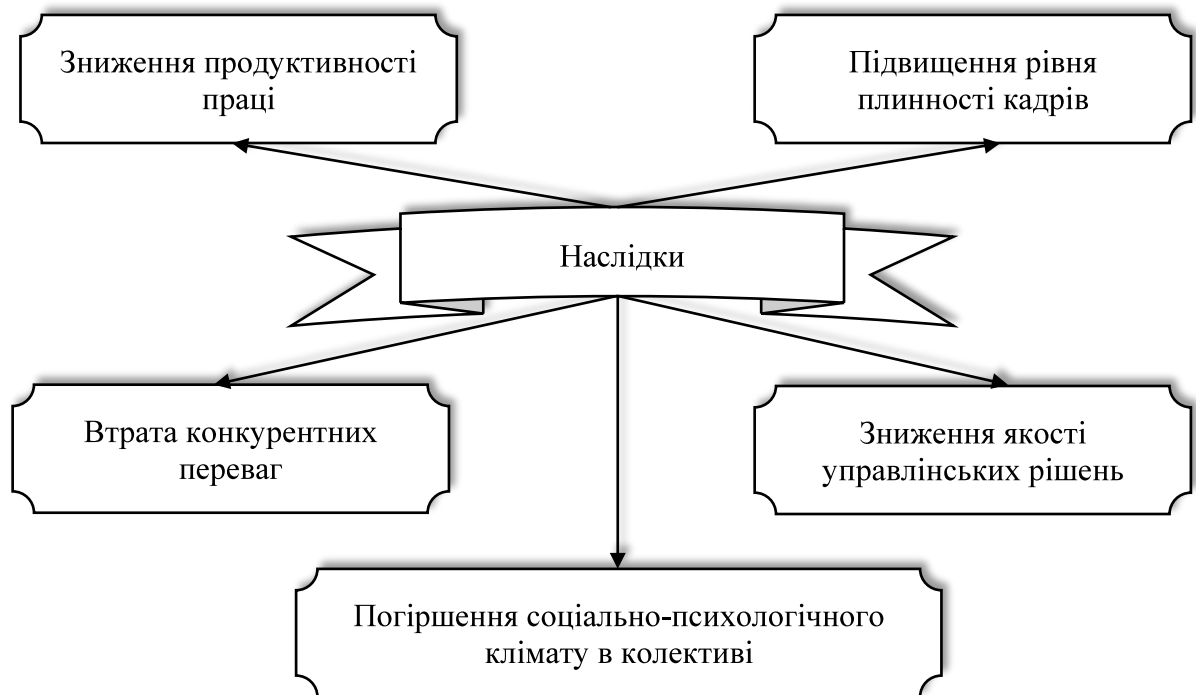 Зниження продуктивності
праці
Підвищення рівня
плинності кадрів
Наслідки
Втрата конкурентних
переваг
Зниження якості
управлінських рішень
Погіршення соціально-психологічного
клімату в колективі